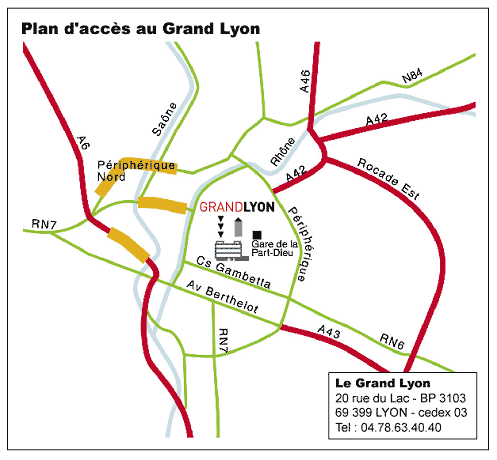 Plan d'accès au Grand Lyon
A46
N84
A42
Saône
Rhône
A6
Périphérique
Nord
A42
Rocade Est
GRANDLYON
Périphérique
RN7
Gare de la
Part-Dieu
Cs Gambetta
Av Berthelot
RN7
A43
RN6
Le Grand Lyon
20 rue du Lac - BP 3103
69 399 LYON - cedex 03
Tel : 04.78.63.40.40